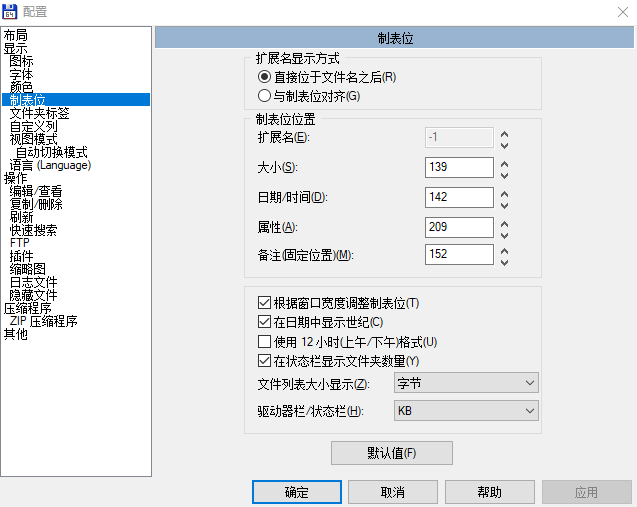 配置
布局
显示
图标
字体
颜色
制表位
文件夹标签
自定义列
视图模式
自动切换模式
语言 (Language)
操作
编辑/查看
复制/删除
刷新
快速搜索
FTP
插件
缩略图
日志文件
隐藏文件
压缩程序
ZIP 压缩程序
其他
制表位
扩展名显示方式
直接位于文件名之后(R)
与制表位对齐(G)
制表位位置
扩展名(E): -1
大小(S): 139
日期/时间(D): 142
属性(A): 209
备注(固定位置)(M): 152
根据窗口宽度调整制表位(T)
在日期中显示世纪(C)
使用 12 小时(上午/下午)格式(U)
在状态栏显示文件夹数量(Y)
文件列表大小显示(Z): 字节
驱动器栏/状态栏(H): KB
默认值(F)
确定 取消 帮助 应用